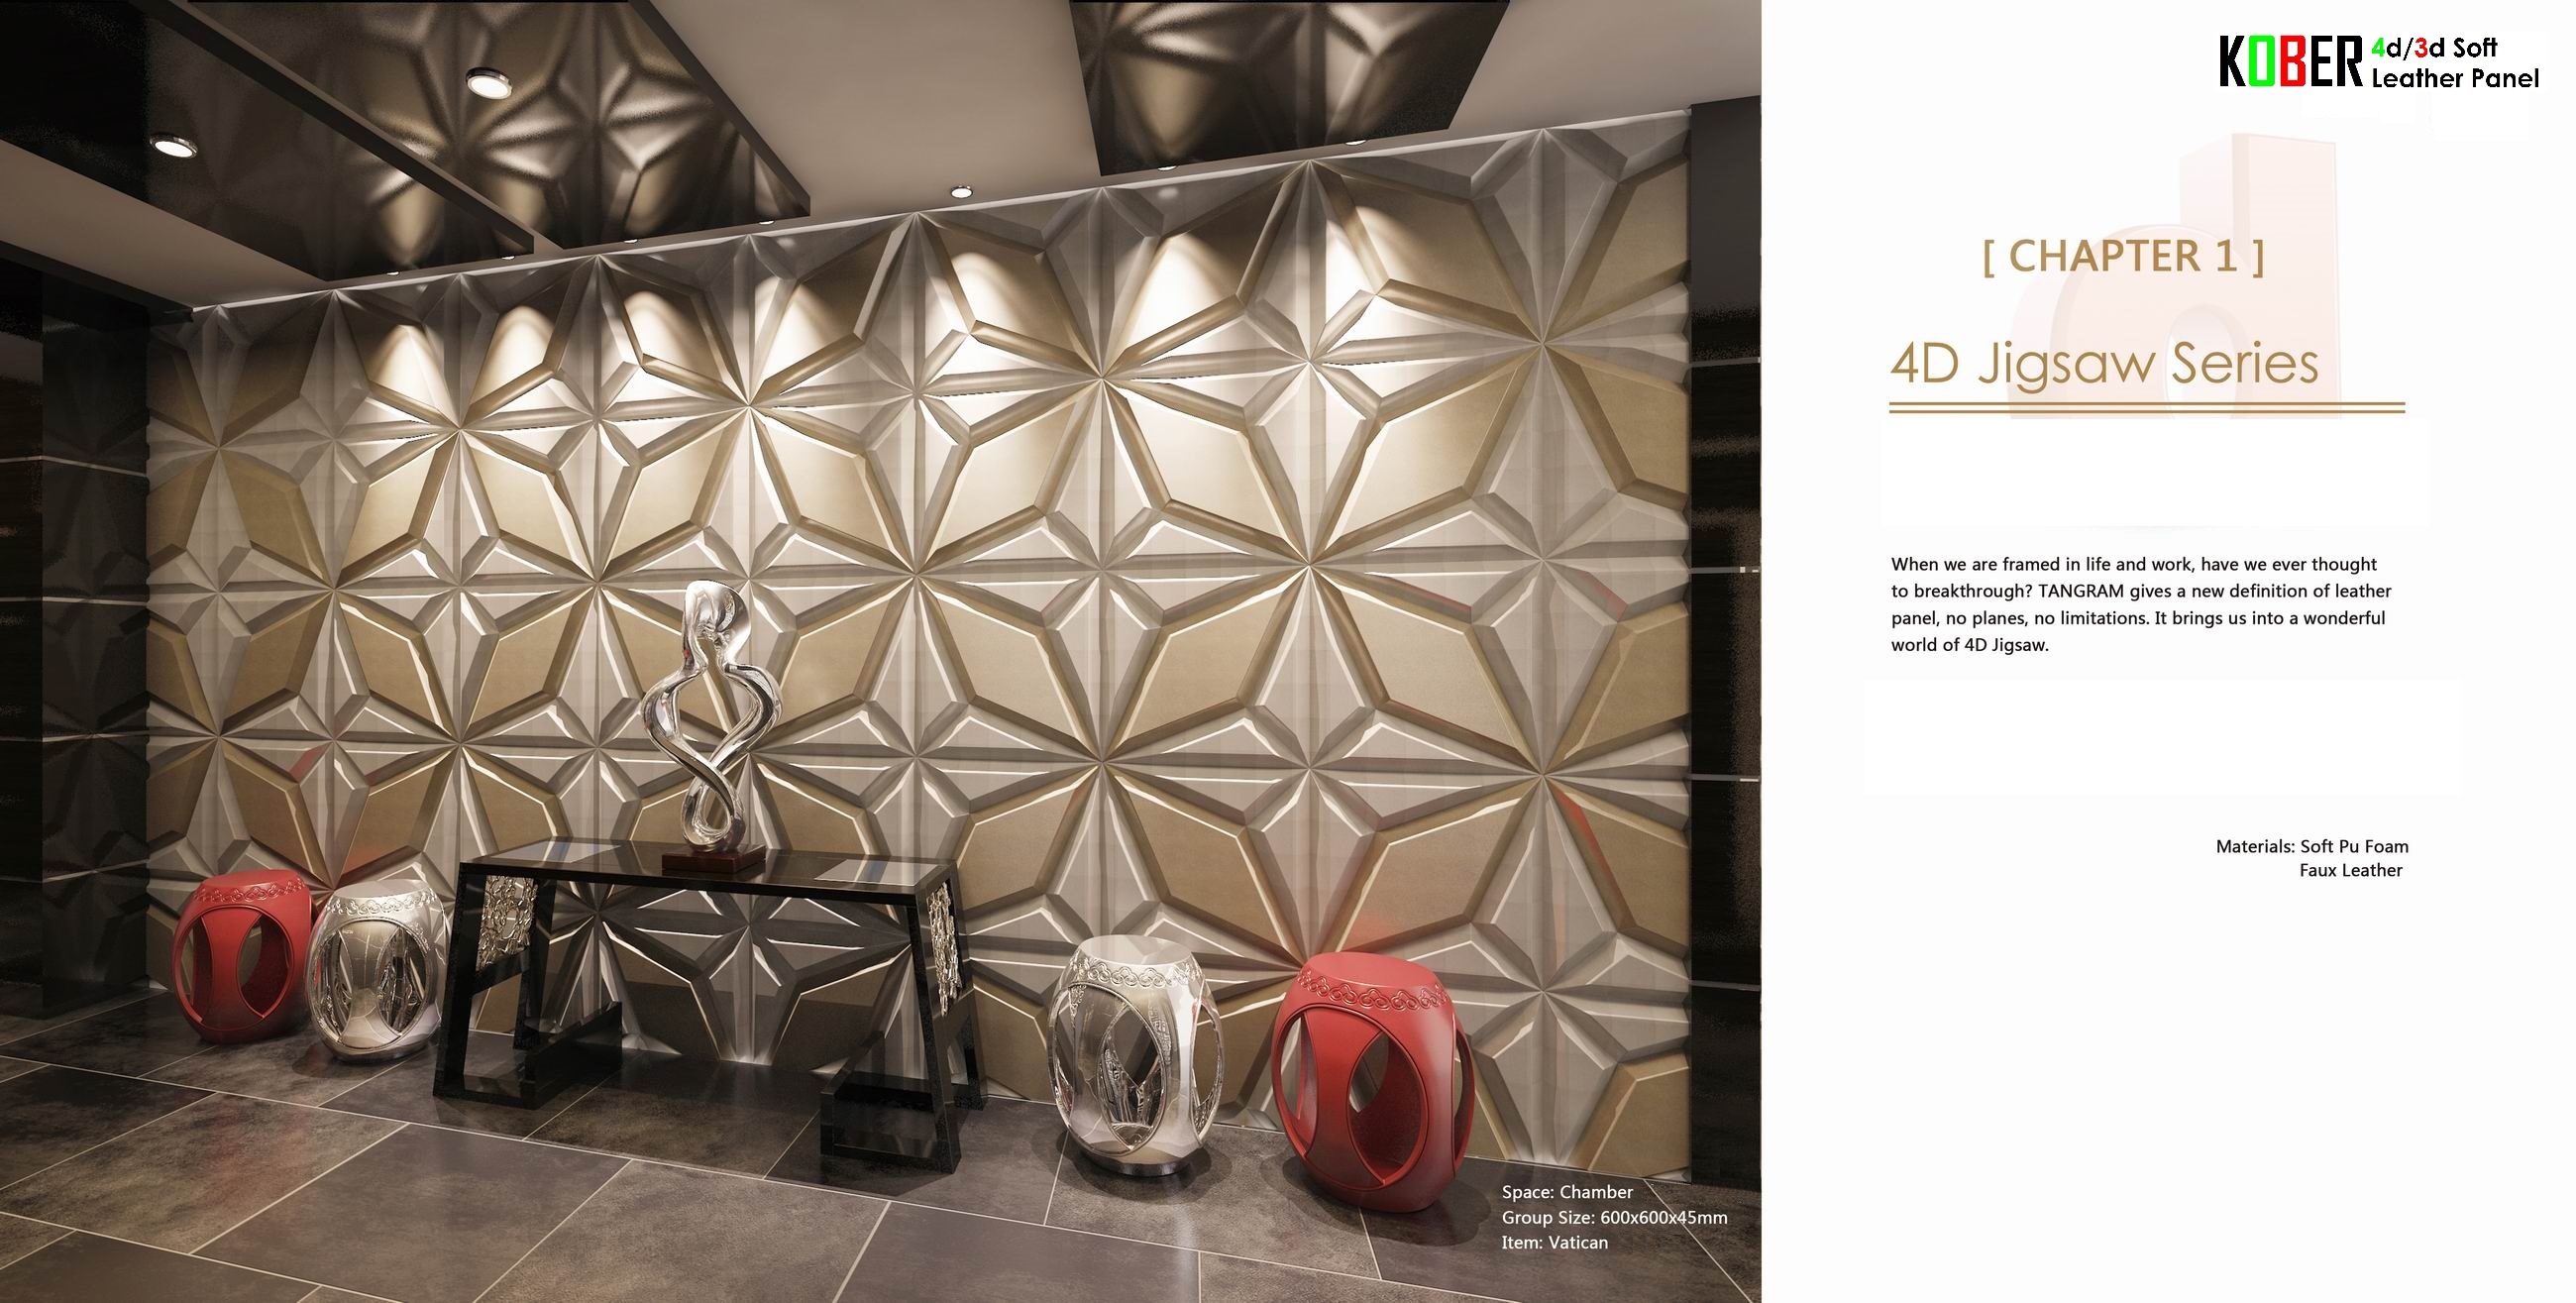 KOBER 4d/3d Soft
Leather Panel
[ CHAPTER 1 ]
4D Jigsaw Series
When we are framed in life and work, have we ever thought
to breakthrough? TANGRAM gives a new definition of leather
panel, no planes, no limitations. It brings us into a wonderful
world of 4D Jigsaw.
Materials: Soft Pu Foam
Faux Leather
Space: Chamber
Group Size: 600x600x45mm
Item: Vatican